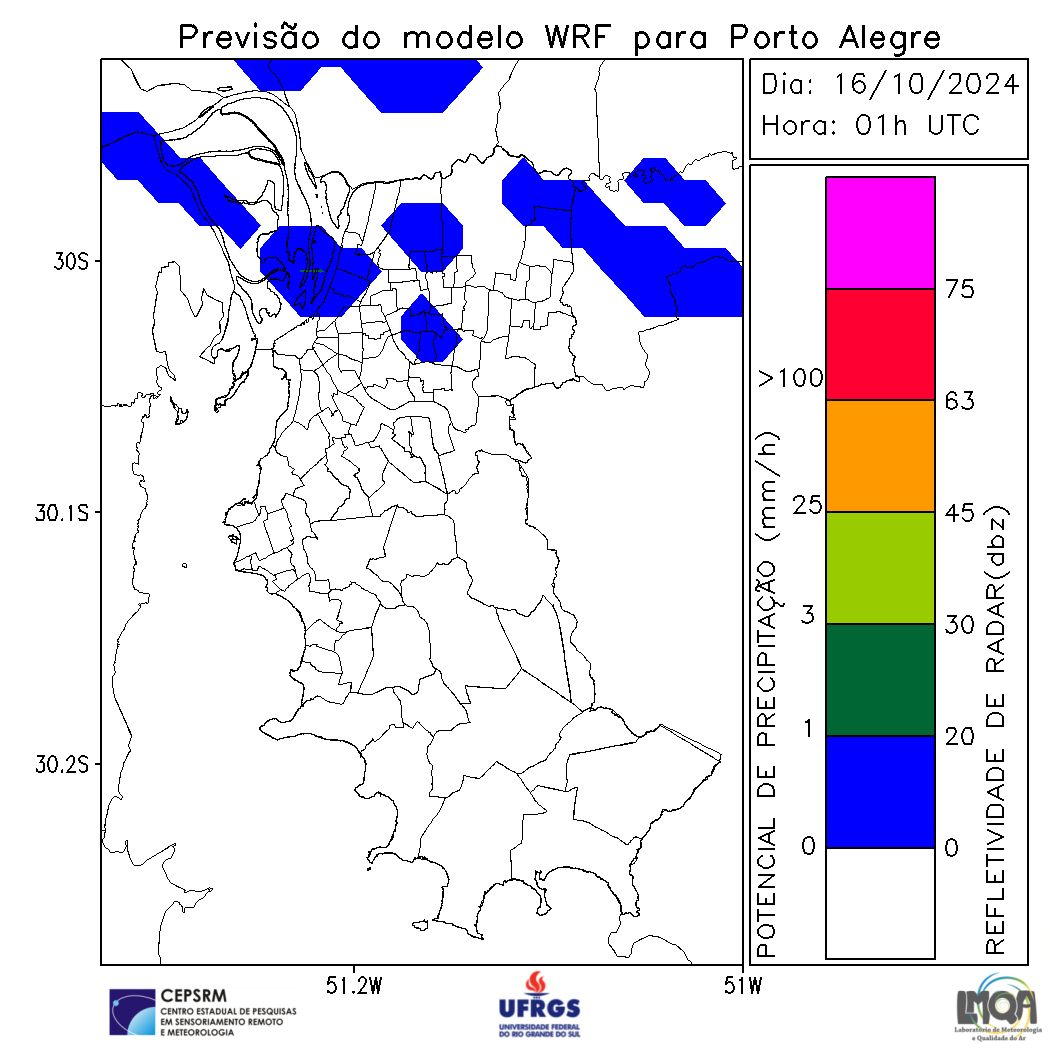 Previsão do modelo WRF para Porto Alegre
Dia: 16/10/2024
Hora: 01h UTC
30S
30.1S
30.2S
51.2W
51W
POTENCIAL DE PRECIPITAÇÃO (mm/h)
>100
25
3
1
0
75
63
45
30
20
0
REFLETIVIDADE DE RADAR(dbz)
CEPSRM
CENTRO ESTADUAL DE PESQUISAS
EM SENSORIAMENTO REMOTO
E METEOROLOGIA
UFRGS
UNIVERSIDADE FEDERAL
DO RIO GRANDE DO SUL
LMQA
Laboratório de Meteorologia
e Qualidade do Ar